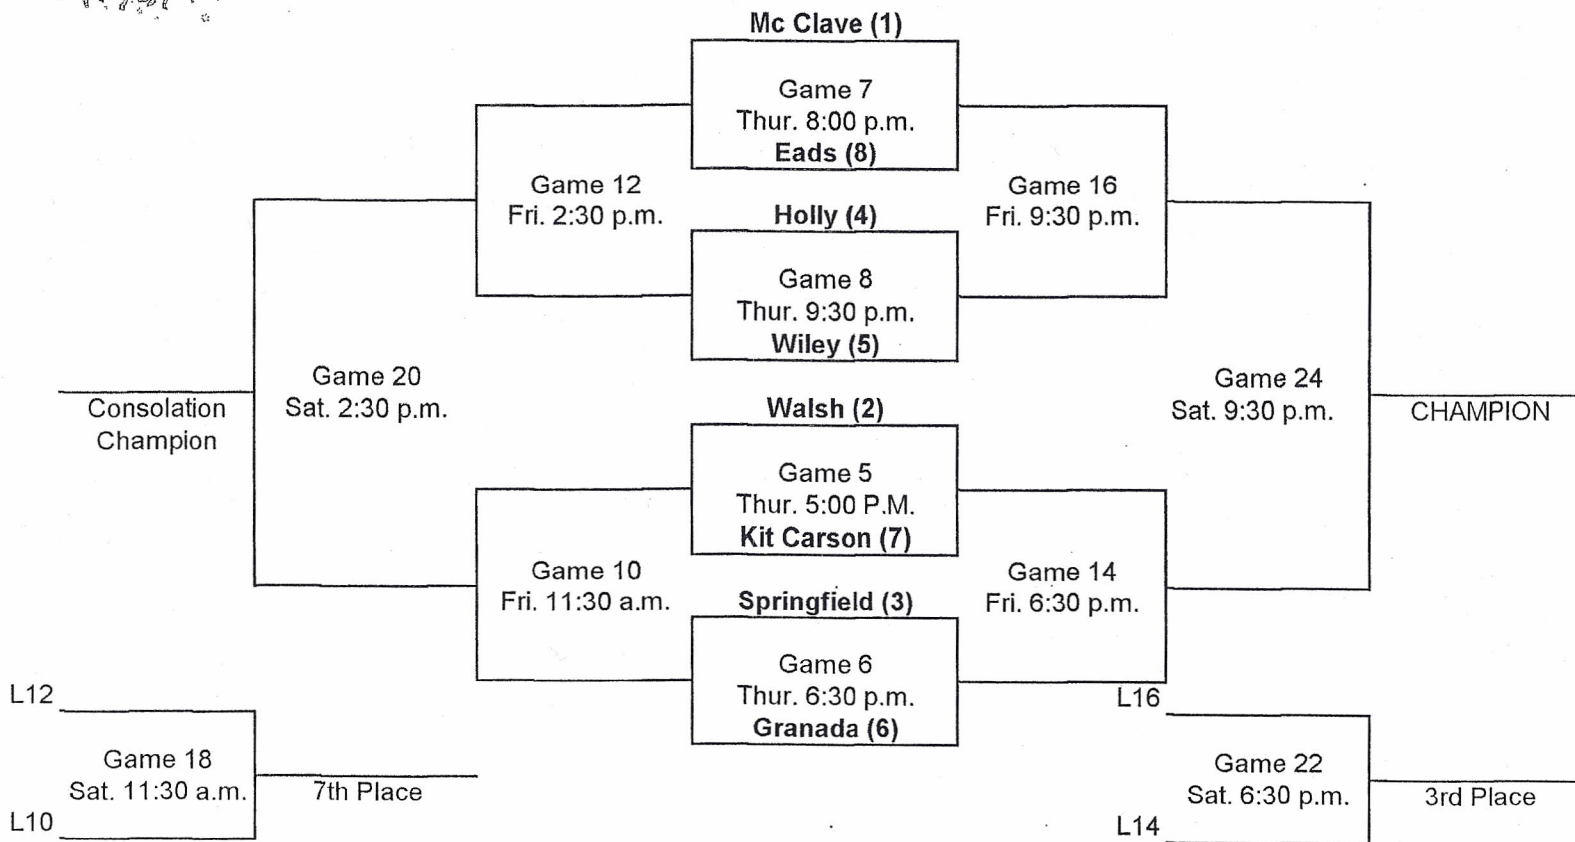 Mc Clave (1)
Game 7
Thur. 8:00 p.m.
Eads (8)
Game 12
Fri. 2:30 p.m.
Game 16
Fri. 9:30 p.m.
Holly (4)
Game 8
Thur. 9:30 p.m.
Wiley (5)
Game 20
Sat. 2:30 p.m.
Consolation
Champion
Game 24
Sat. 9:30 p.m.
CHAMPION
Walsh (2)
Game 5
Thur. 5:00 P.M.
Kit Carson (7)
Game 10
Fri. 11:30 a.m.
Game 14
Fri. 6:30 p.m.
Springfield (3)
Game 6
Thur. 6:30 p.m.
Granada (6)
L12
Game 18
Sat. 11:30 a.m.
7th Place
L10
L16
Game 22
Sat. 6:30 p.m.
3rd Place
L14